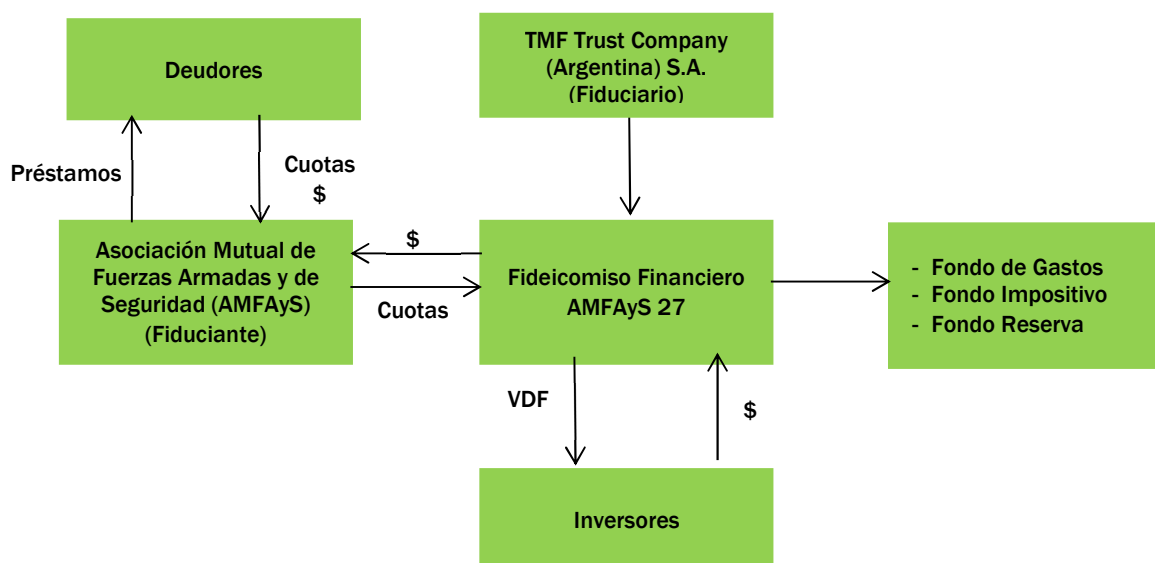 Deudores
TMF Trust Company
(Argentina) S.A.
(Fiduciario)
Préstamos
Cuotas
$
Asociación Mutual de
Fuerzas Armadas y de
Seguridad (AMFAyS)
(Fiduciante)
$
Cuotas
Fideicomiso Financiero
AMFAyS 27
- Fondo de Gastos
- Fondo Impositivo
- Fondo Reserva
VDF
$
Inversores